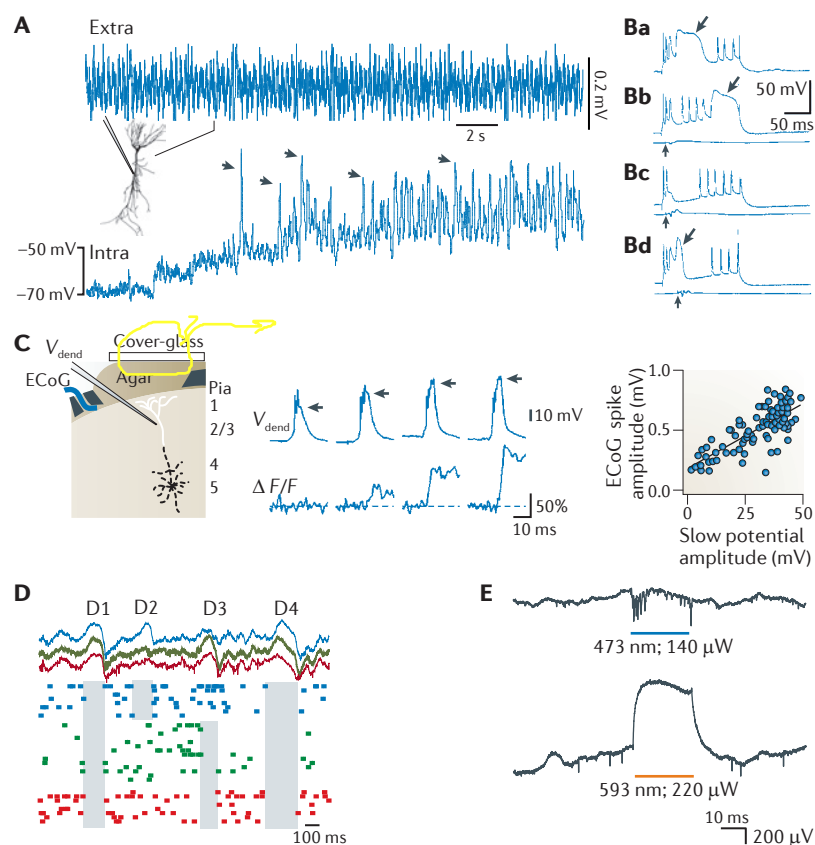 A
Extra
0.2 mV
2 s
–50 mV
Intra
–70 mV
Ba
Bb
50 mV
50 ms
Bc
Bd
C
Cover-glass
Vdend
ECoG
Agar
Pia
1
2/3
4
5
Vdend
10 mV
Δ F/F
50%
10 ms
ECoG spike
amplitude (mV)
1.0
0.5
0.0
0
25
50
Slow potential
amplitude (mV)
D
D1
D2
D3
D4
100 ms
E
473 nm; 140 µW
593 nm; 220 µW
10 ms
200 µV